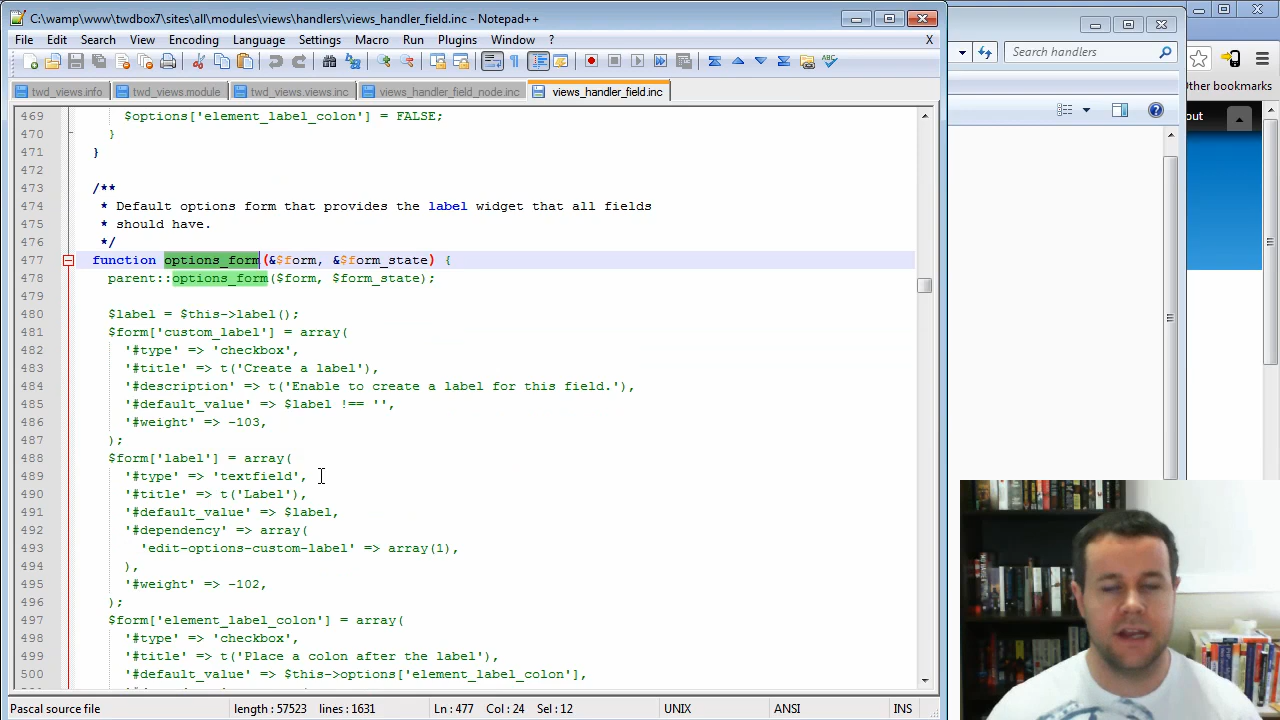 C:\wamp\www\twdbox7\sites\all\modules\views\handlers\views_handler_field.inc - Notepad++
File Edit Search View Encoding Language Settings Macro Run Plugins Window ? X
Search handlers
Other bookmarks
twd_views.info twd_views.module twd_views.views.inc views_handler_field_node.inc views_handler_field.inc
out
469 $options['element_label_colon'] = FALSE;
470 }
471 }
472
473 /**
474 * Default options form that provides the label widget that all fields
475 * should have.
476 */
477 function options_form(&$form, &$form_state) {
478 parent::options_form($form, $form_state);
479
480 $label = $this->label();
481 $form['custom_label'] = array(
482 '#type' => 'checkbox',
483 '#title' => t('Create a label'),
484 '#description' => t('Enable to create a label for this field.'),
485 '#default_value' => $label !== '',
486 '#weight' => -103,
487 );
488 $form['label'] = array(
489 '#type' => 'textfield',
490 '#title' => t('Label'),
491 '#default_value' => $label,
492 '#dependency' => array(
493 'edit-options-custom-label' => array(1),
494 ),
495 '#weight' => -102,
496 );
497 $form['element_label_colon'] = array(
498 '#type' => 'checkbox',
499 '#title' => t('Place a colon after the label'),
500 '#default_value' => $this->options['element_label_colon'],
Pascal source file length : 57523 lines : 1631 Ln : 477 Col : 24 Sel : 12 UNIX ANSI INS